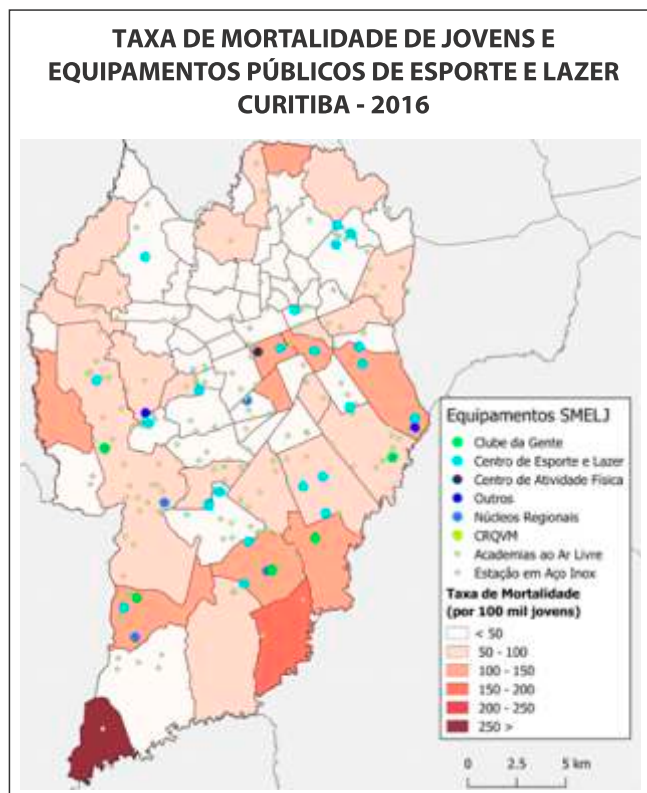 TAXA DE MORTALIDADE DE JOVENS E
EQUIPAMENTOS PÚBLICOS DE ESPORTE E LAZER
CURITIBA - 2016
Equipamentos SMELJ
Clube da Gente
Centro de Esporte e Lazer
Centro de Atividade Física
Outros
Núcleos Regionais
CRQVM
Academias ao Ar Livre
Estação em Aço Inox
Taxa de Mortalidade
(por 100 mil jovens)
< 50
50 - 100
100 - 150
150 - 200
200 - 250
250 >
0 2.5 5 km